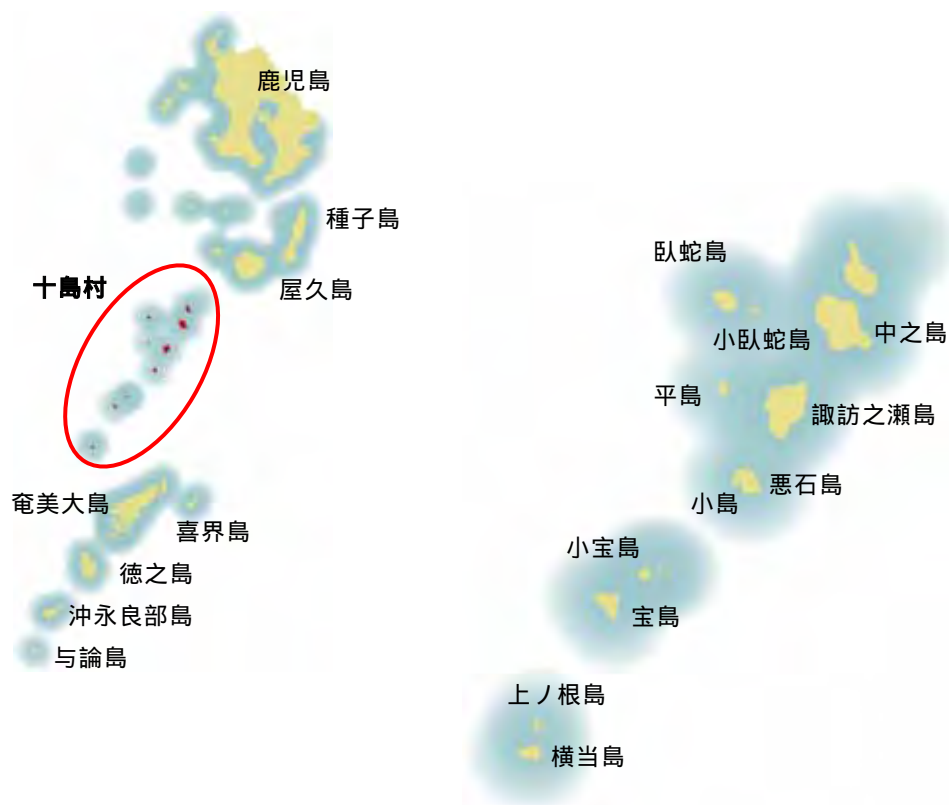 鹿児島
種子島
屋久島
十島村
奄美大島
喜界島
徳之島
沖永良部島
与論島
臥蛇島
小臥蛇島
中之島
平島
諏訪之瀬島
悪石島
小島
小宝島
宝島
上ノ根島
横当島